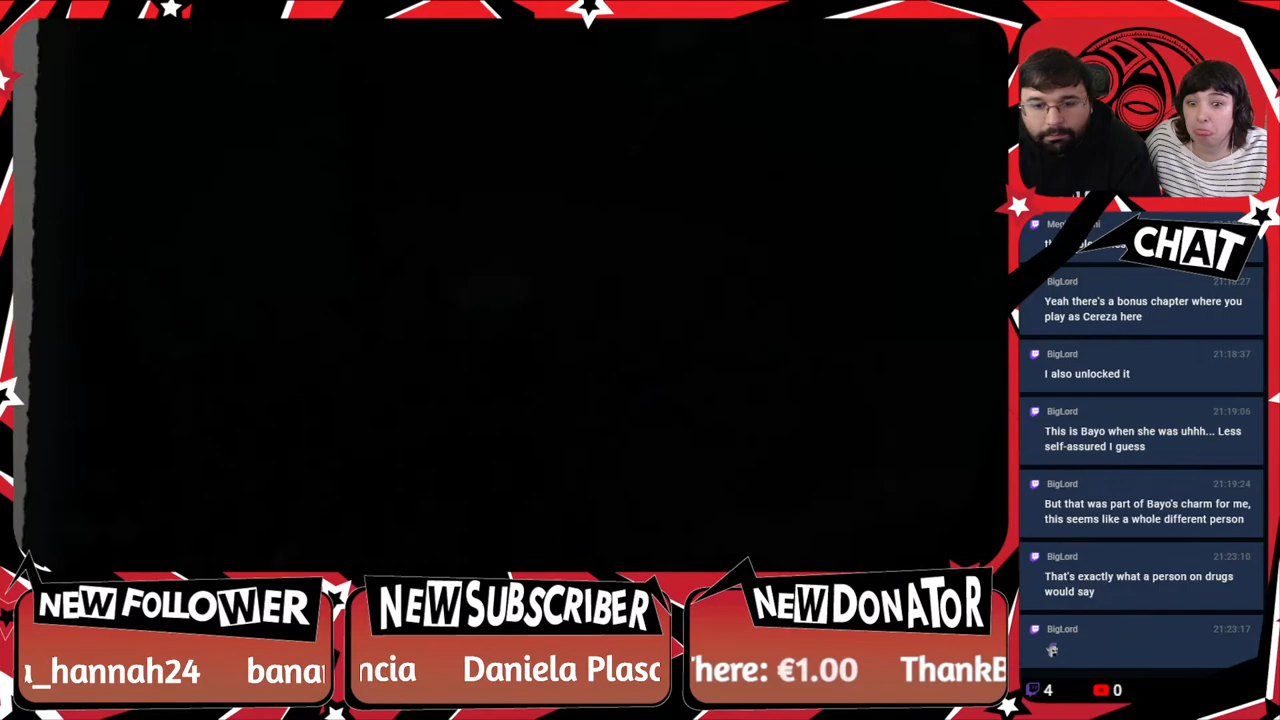 CHAT
BigLord
Yeah there's a bonus chapter where you
play as Cereza here
BigLord 21:18:37
I also unlocked it
BigLord 21:19:06
This is Bayo when she was uhhh... Less
self-assured I guess
BigLord 21:19:24
But that was part of Bayo's charm for me,
this seems like a whole different person
BigLord 21:23:10
That's exactly what a person on drugs
would say
BigLord 21:23:17
4 0
NEW FOLLOWER
_hannah24 bana
NEW SUBSCRIBER
ncia Daniela Plasc
NEW DONATOR
here: €1.00 ThankB